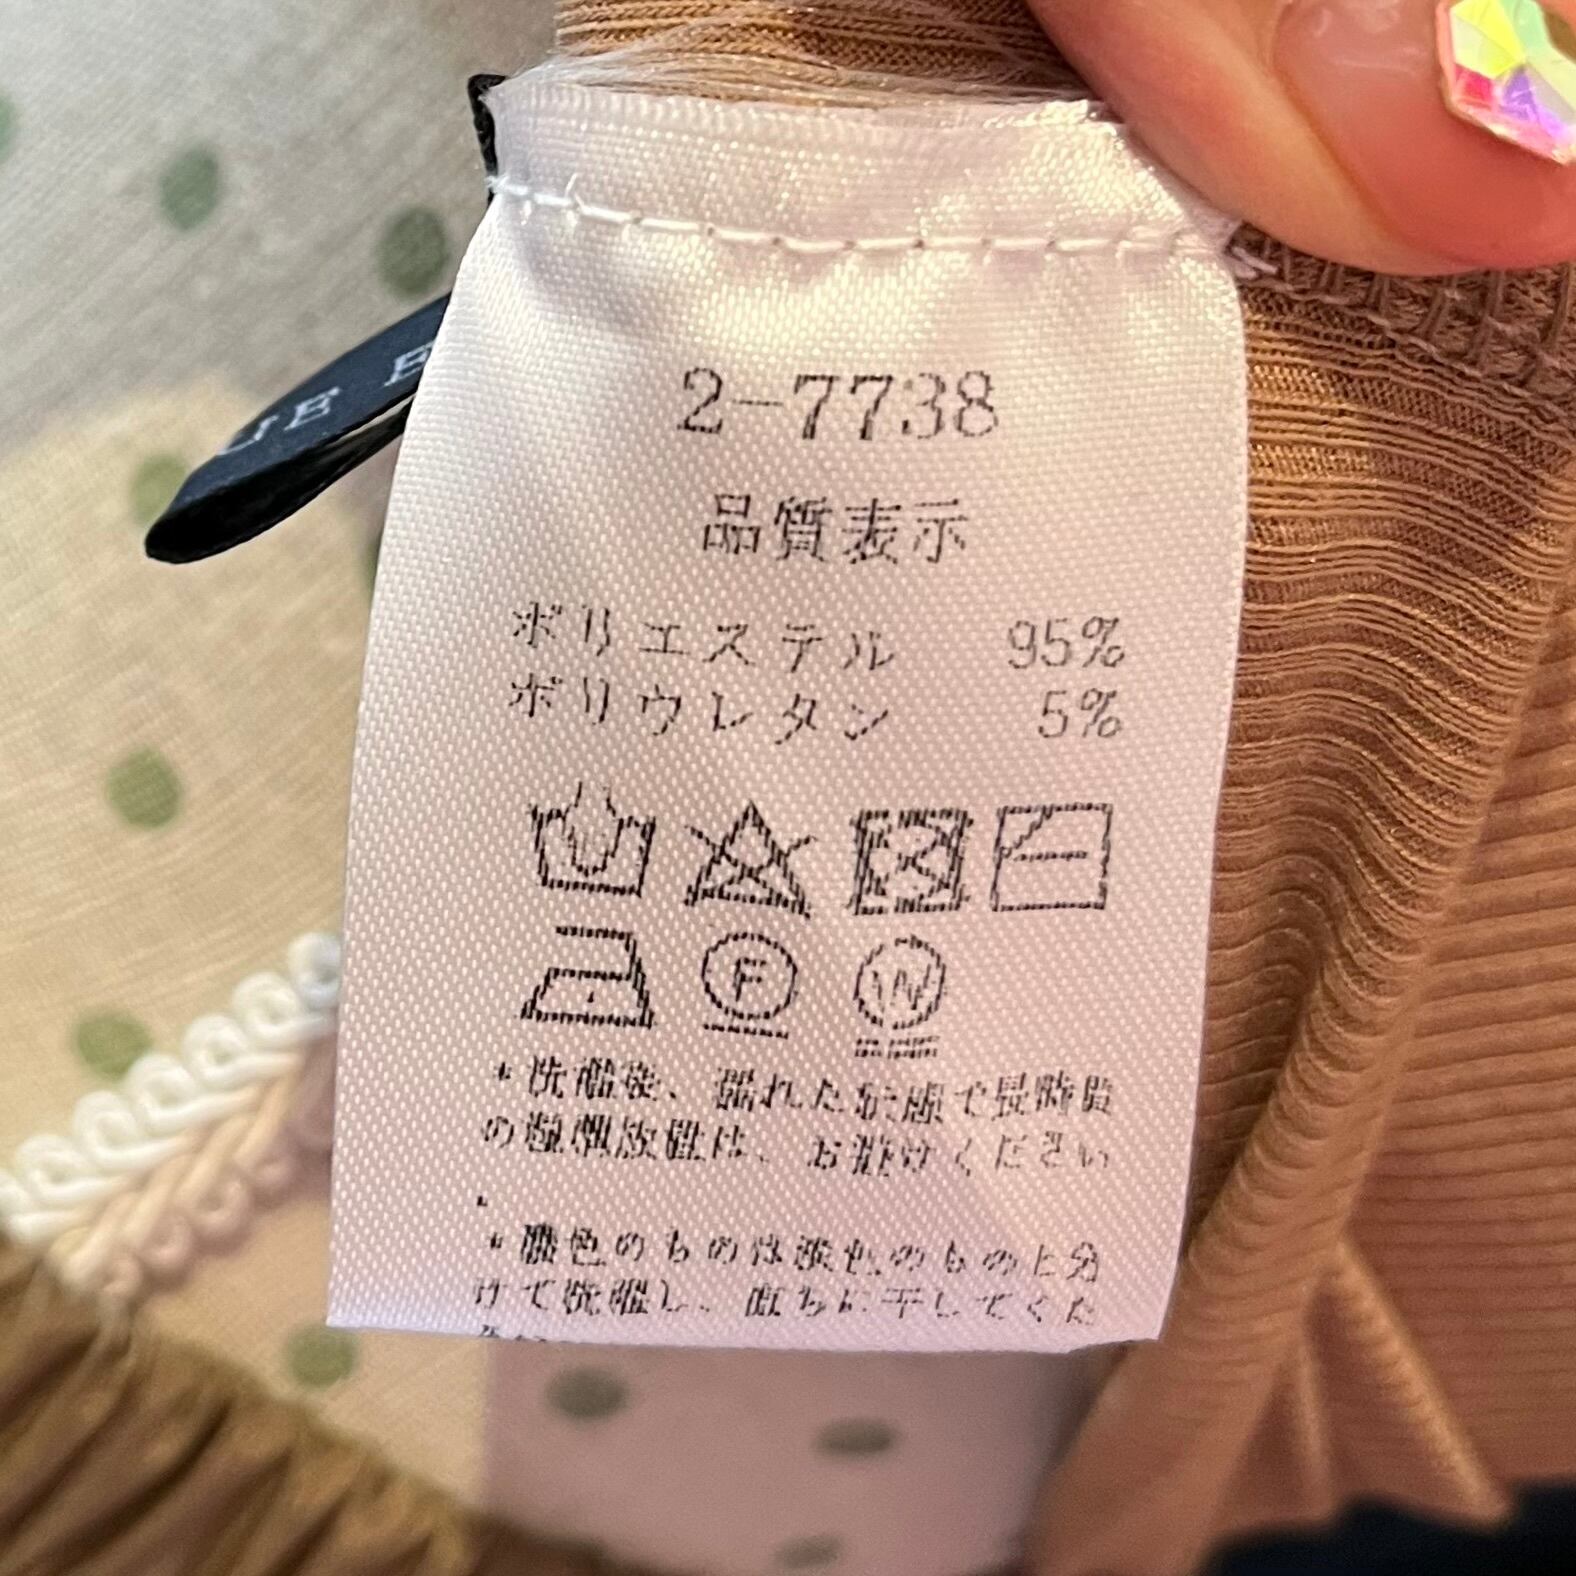 2-7738
品質表示
ポリエステル 95%
ポリウレタン 5%
F
W
*洗濯後、濡れた状態で長時間
の放置は、お避けください
.
*濃色のものは淡色のものと分
けて洗濯し、直ちに干してくだ